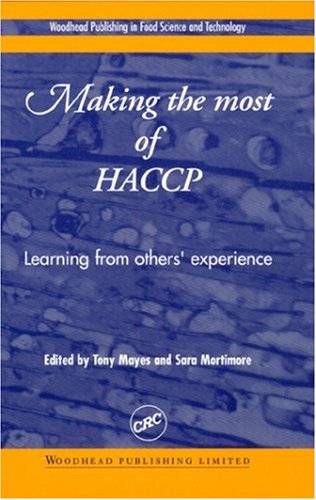 Woodhead Publishing in Food Science and Technology
Making the most
of
HACCP
Learning from others' experience
Edited by Tony Mayes and Sara Mortimore
CRC
WOODHEAD PUBLISHING LIMITED